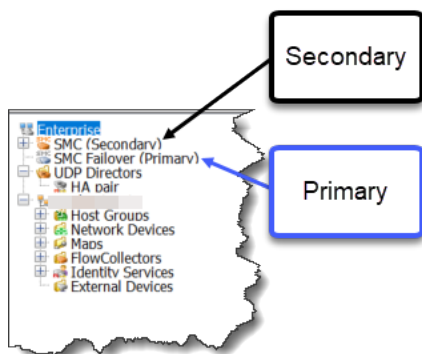 Secondary
Enterprise
SMC (Secondary)
SMC Failover (Primary)
UDP Directors
HA pair
Primary
Host Groups
Network Devices
Maps
FlowCollectors
Identity Services
External Devices